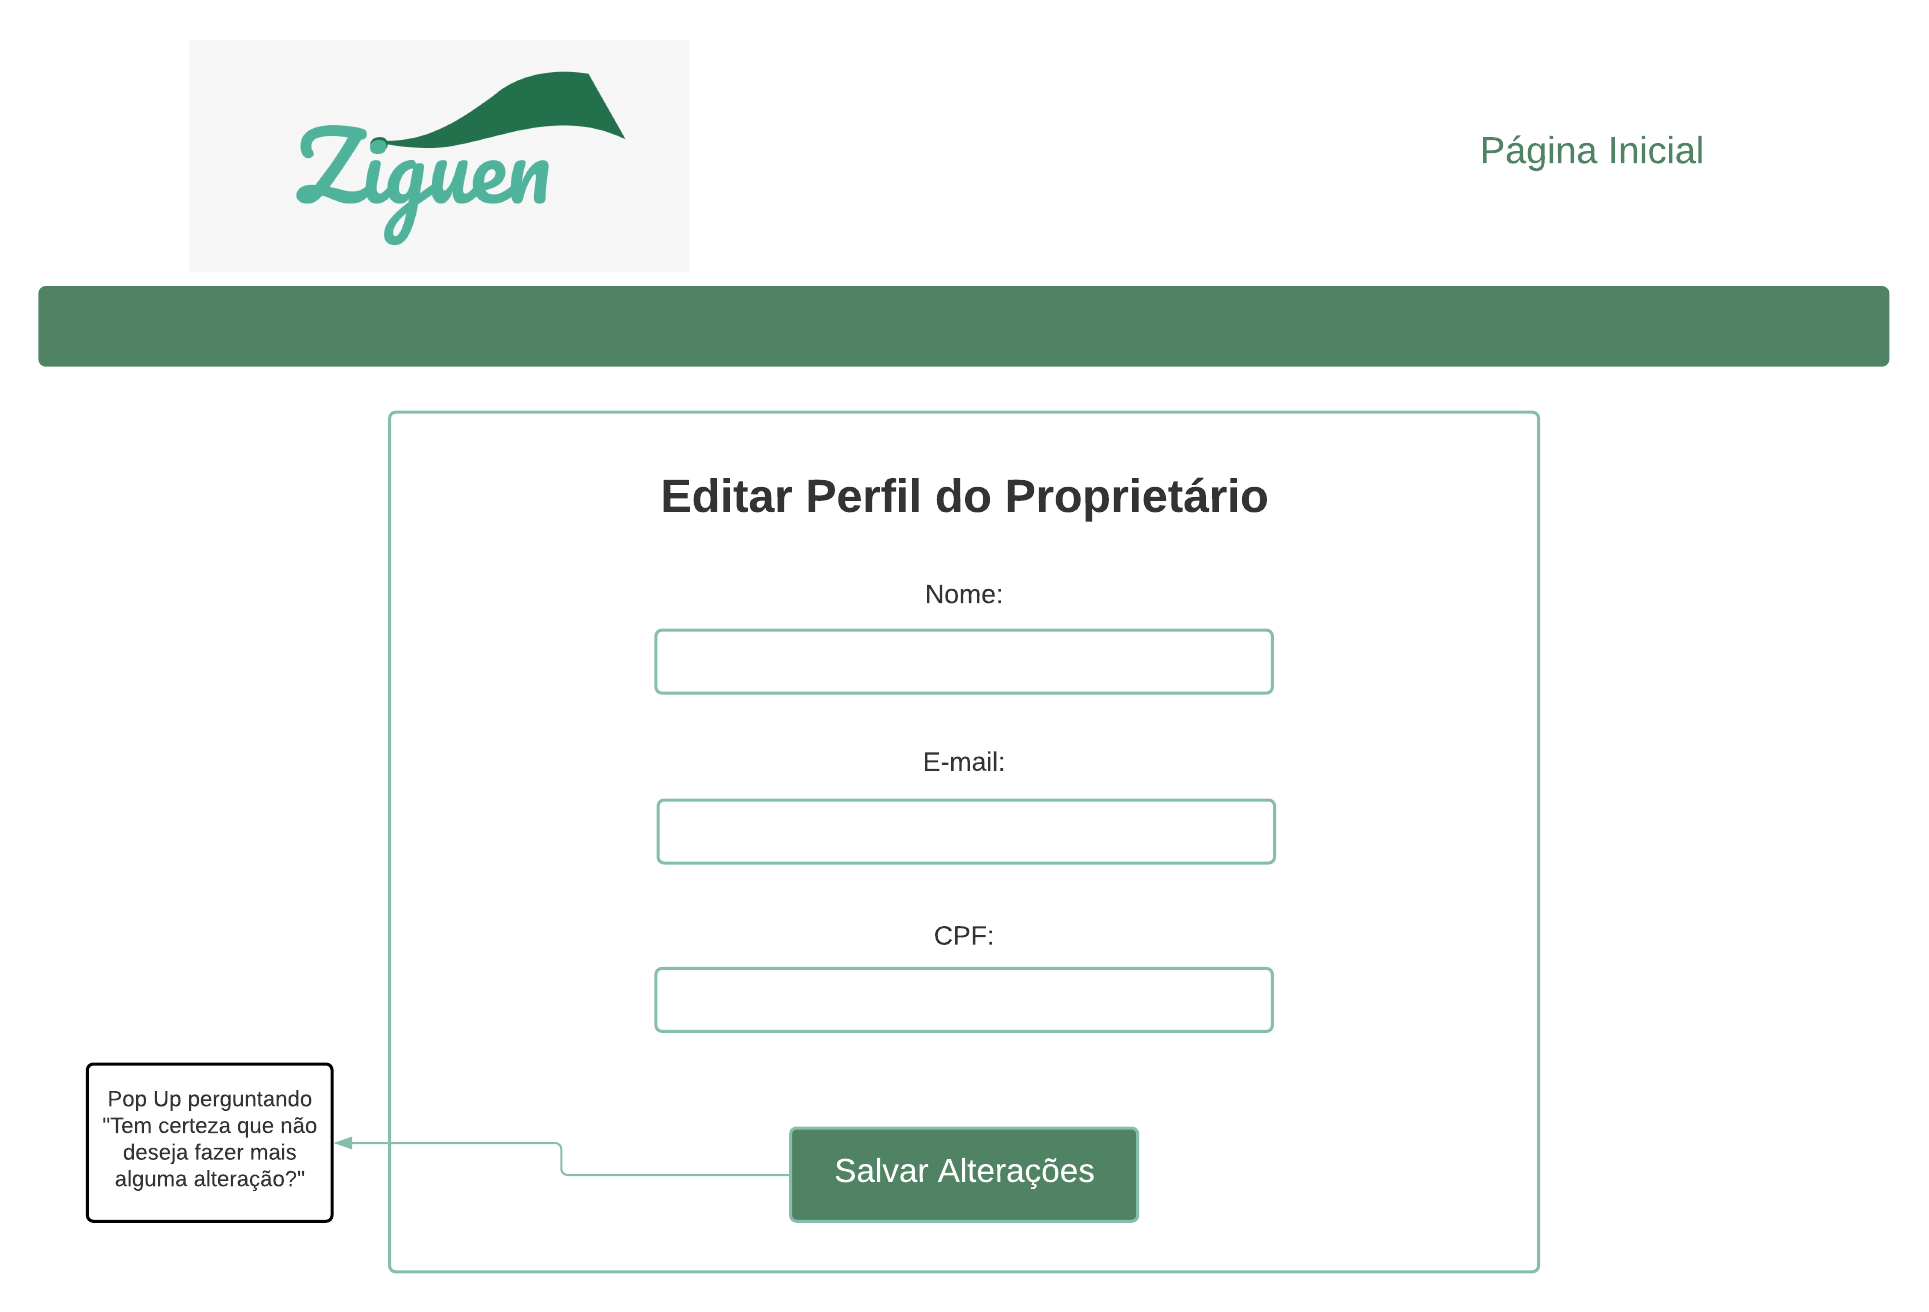 Ziguen
Página Inicial
Editar Perfil do Proprietário
Nome:
E-mail:
CPF:
Pop Up perguntando
"Tem certeza que não
deseja fazer mais
alguma alteração?"
Salvar Alterações